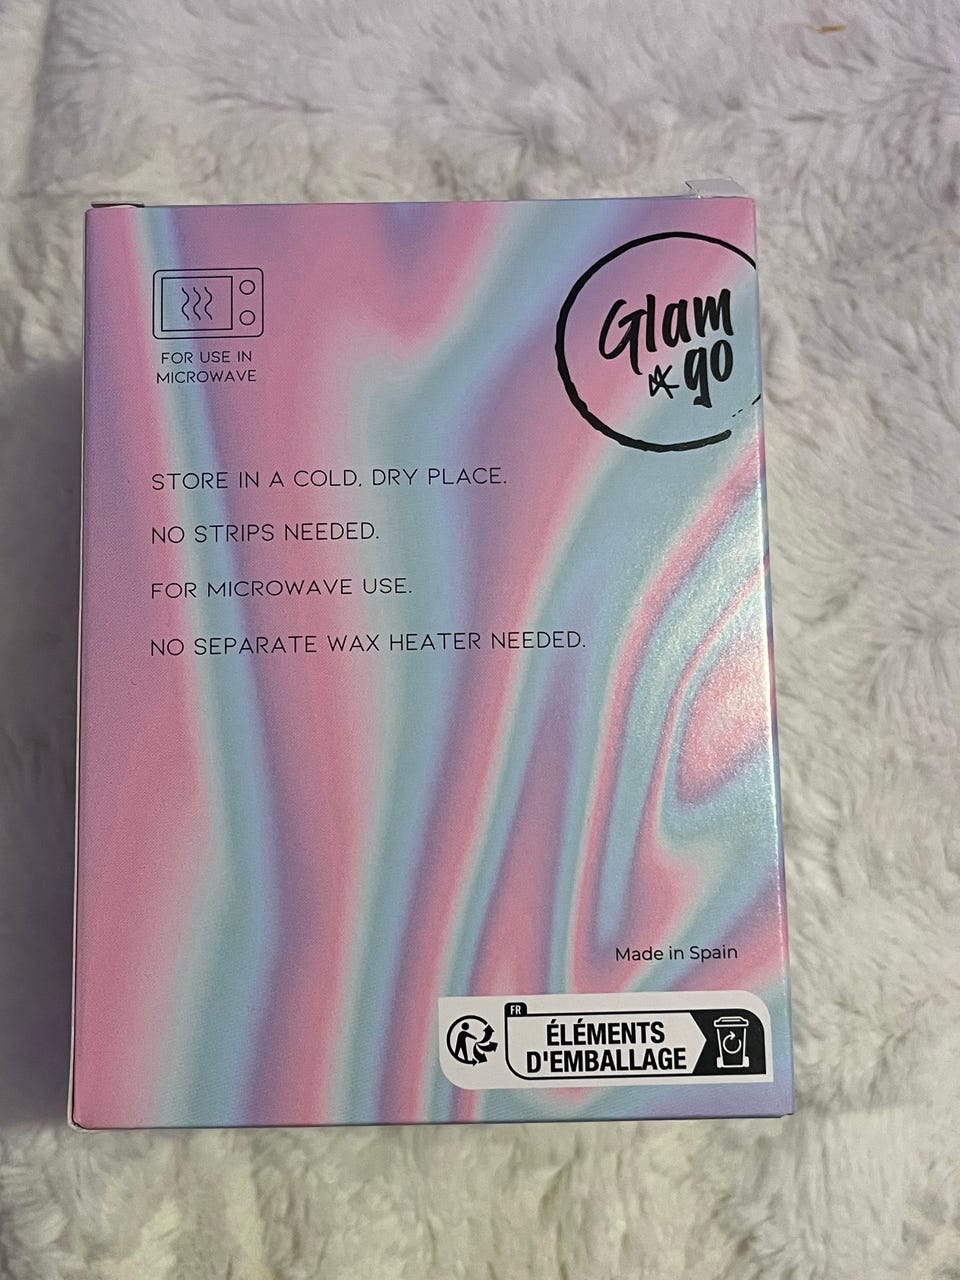 Glam
go
FOR USE IN
MICROWAVE
STORE IN A COLD, DRY PLACE.
NO STRIPS NEEDED.
FOR MICROWAVE USE.
NO SEPARATE WAX HEATER NEEDED.
Made in Spain
FR
ÉLÉMENTS
D'EMBALLAGE